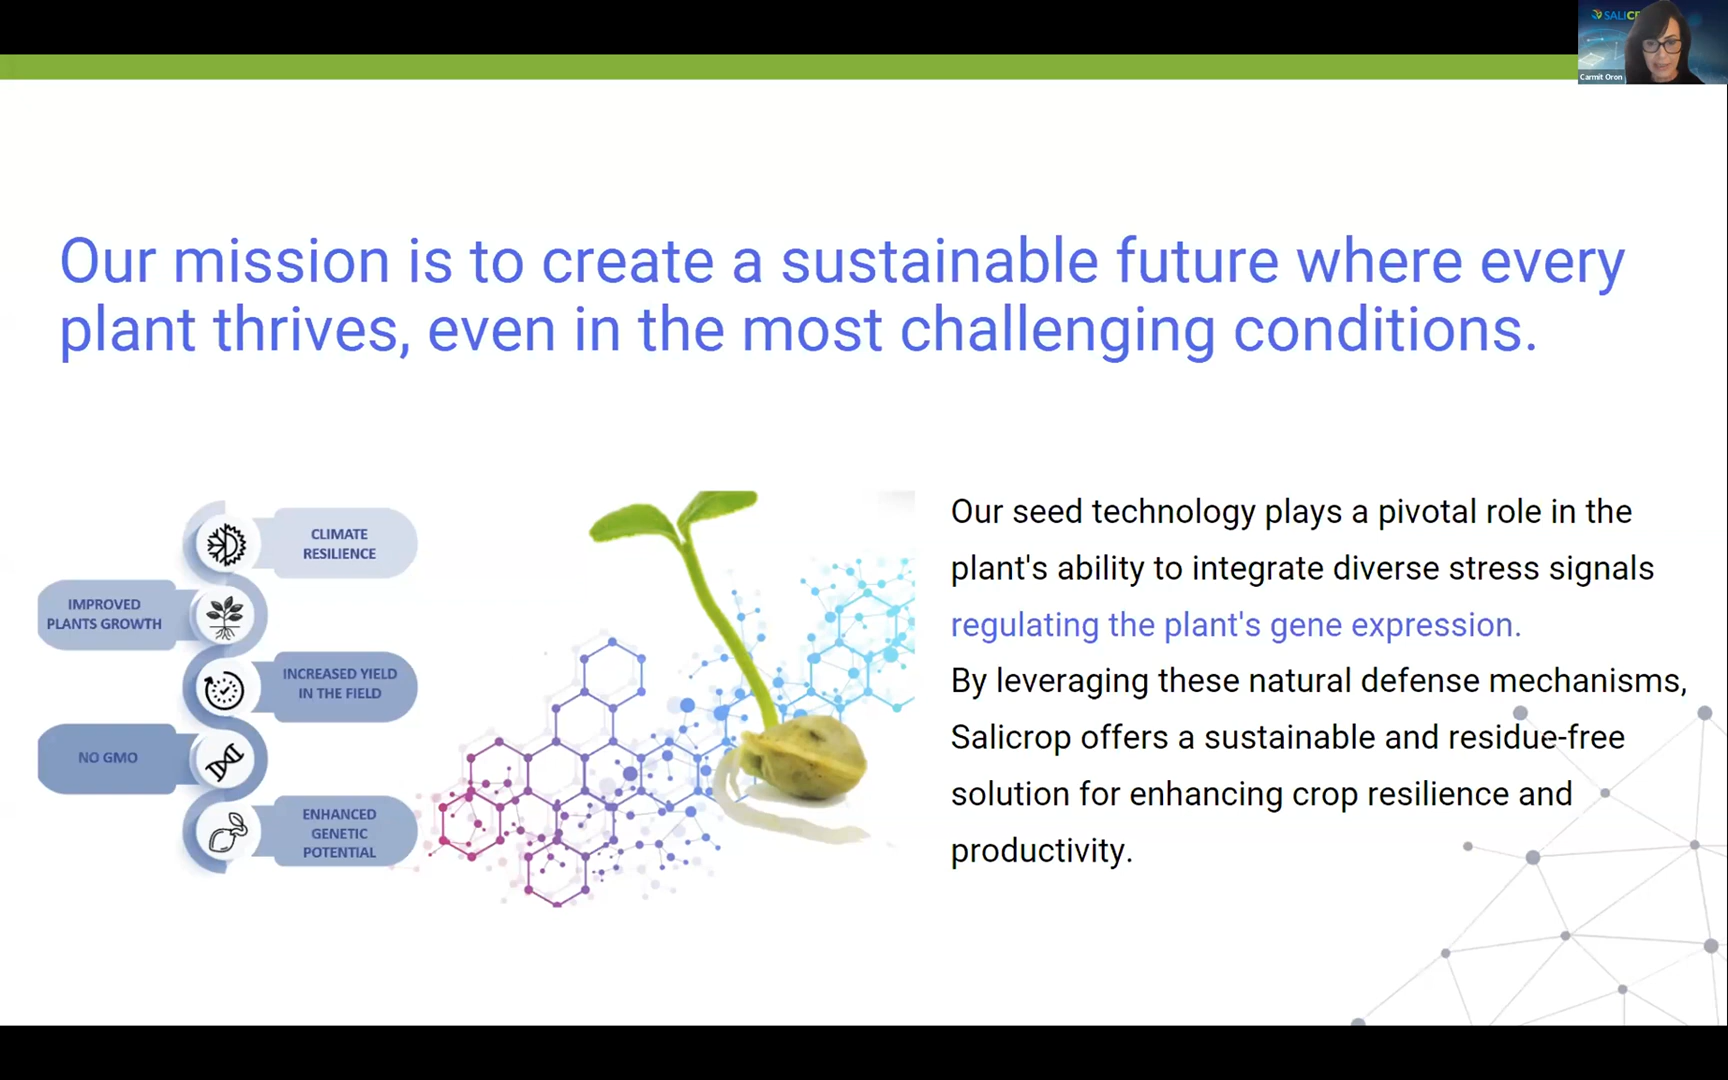 Carmit Oron
Our mission is to create a sustainable future where every
plant thrives, even in the most challenging conditions.
CLIMATE
RESILIENCE
IMPROVED
PLANTS GROWTH
INCREASED YIELD
IN THE FIELD
NO GMO
ENHANCED
GENETIC
POTENTIAL
Our seed technology plays a pivotal role in the
plant's ability to integrate diverse stress signals
regulating the plant's gene expression.
By leveraging these natural defense mechanisms,
Salicrop offers a sustainable and residue-free
solution for enhancing crop resilience and
productivity.